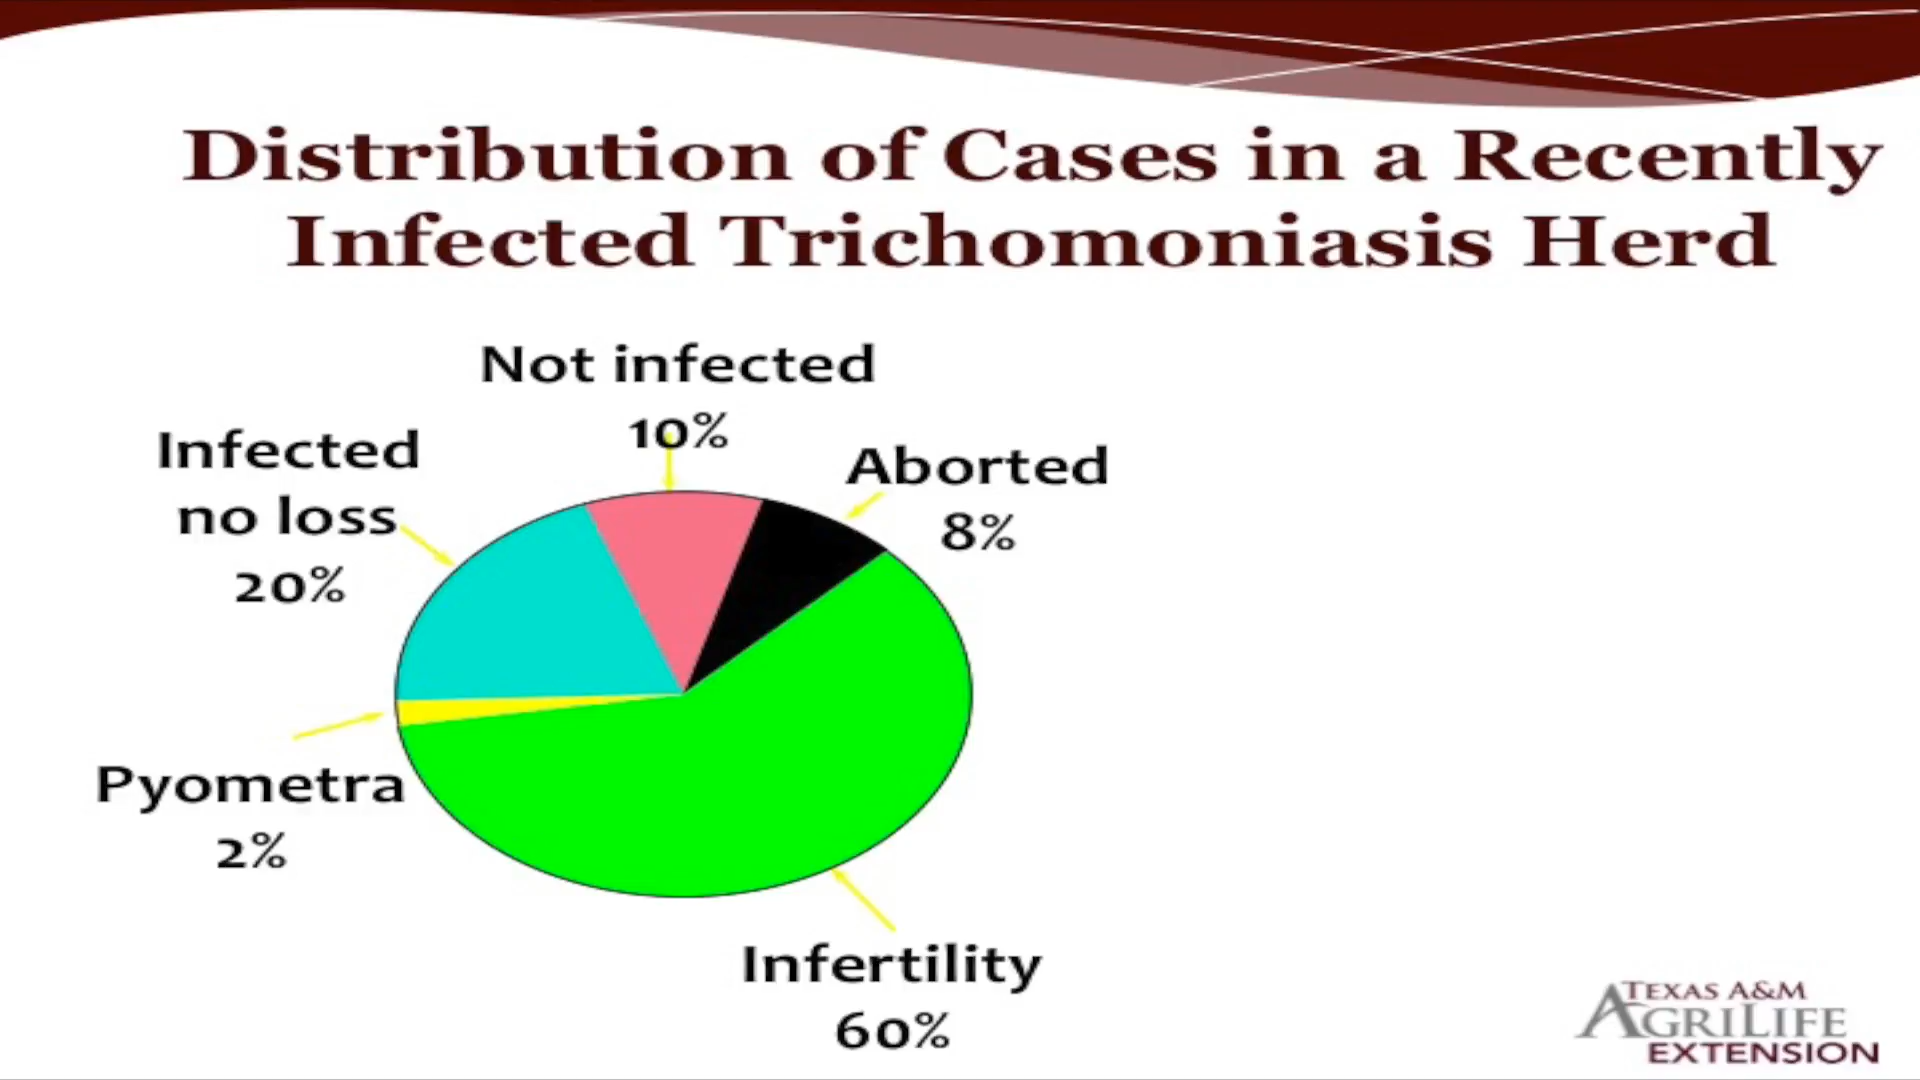 Distribution of Cases in a Recently
Infected Trichomoniasis Herd
Not infected
10%
Infected
no loss
20%
Aborted
8%
Pyometra
2%
Infertility
60%
TEXAS A&M
AGRILIFE
EXTENSION